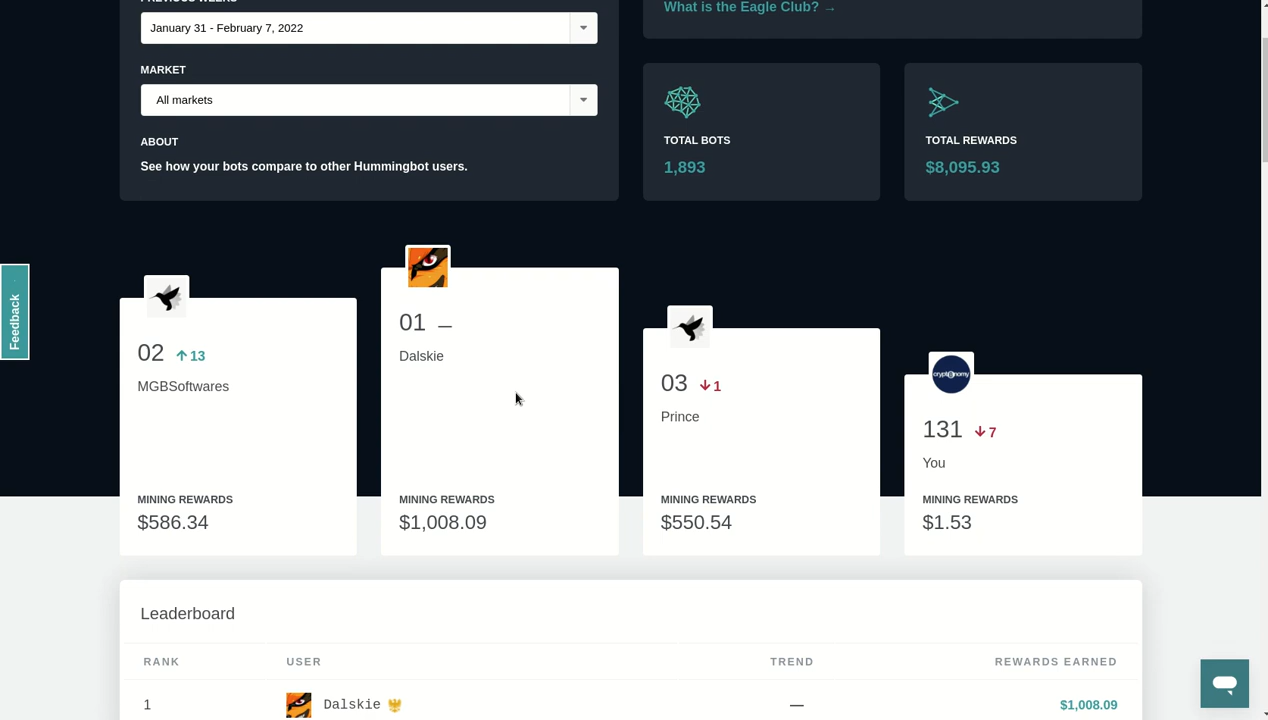 What is the Eagle Club? →
January 31 - February 7, 2022
MARKET
All markets
ABOUT
See how your bots compare to other Hummingbot users.
TOTAL BOTS
1,893
TOTAL REWARDS
$8,095.93
Feedback
02 ↑13
MGBSoftwares
MINING REWARDS
$586.34
01 —
Dalskie
MINING REWARDS
$1,008.09
03 ↓1
Prince
MINING REWARDS
$550.54
131 ↓7
You
MINING REWARDS
$1.53
Leaderboard
RANK USER TREND REWARDS EARNED
1 Dalskie — $1,008.09